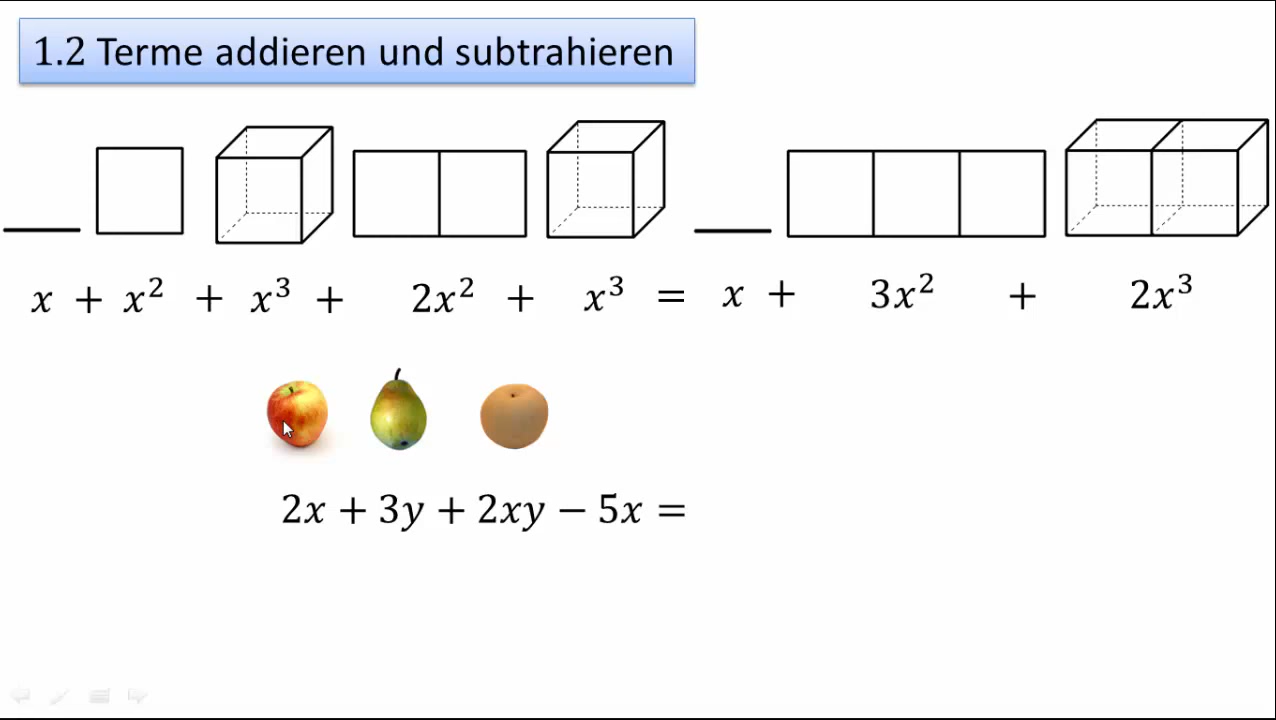 1.2 Terme addieren und subtrahieren
x + x² + x³ + 2x² + x³ = x + 3x² + 2x³
2x + 3y + 2xy − 5x =